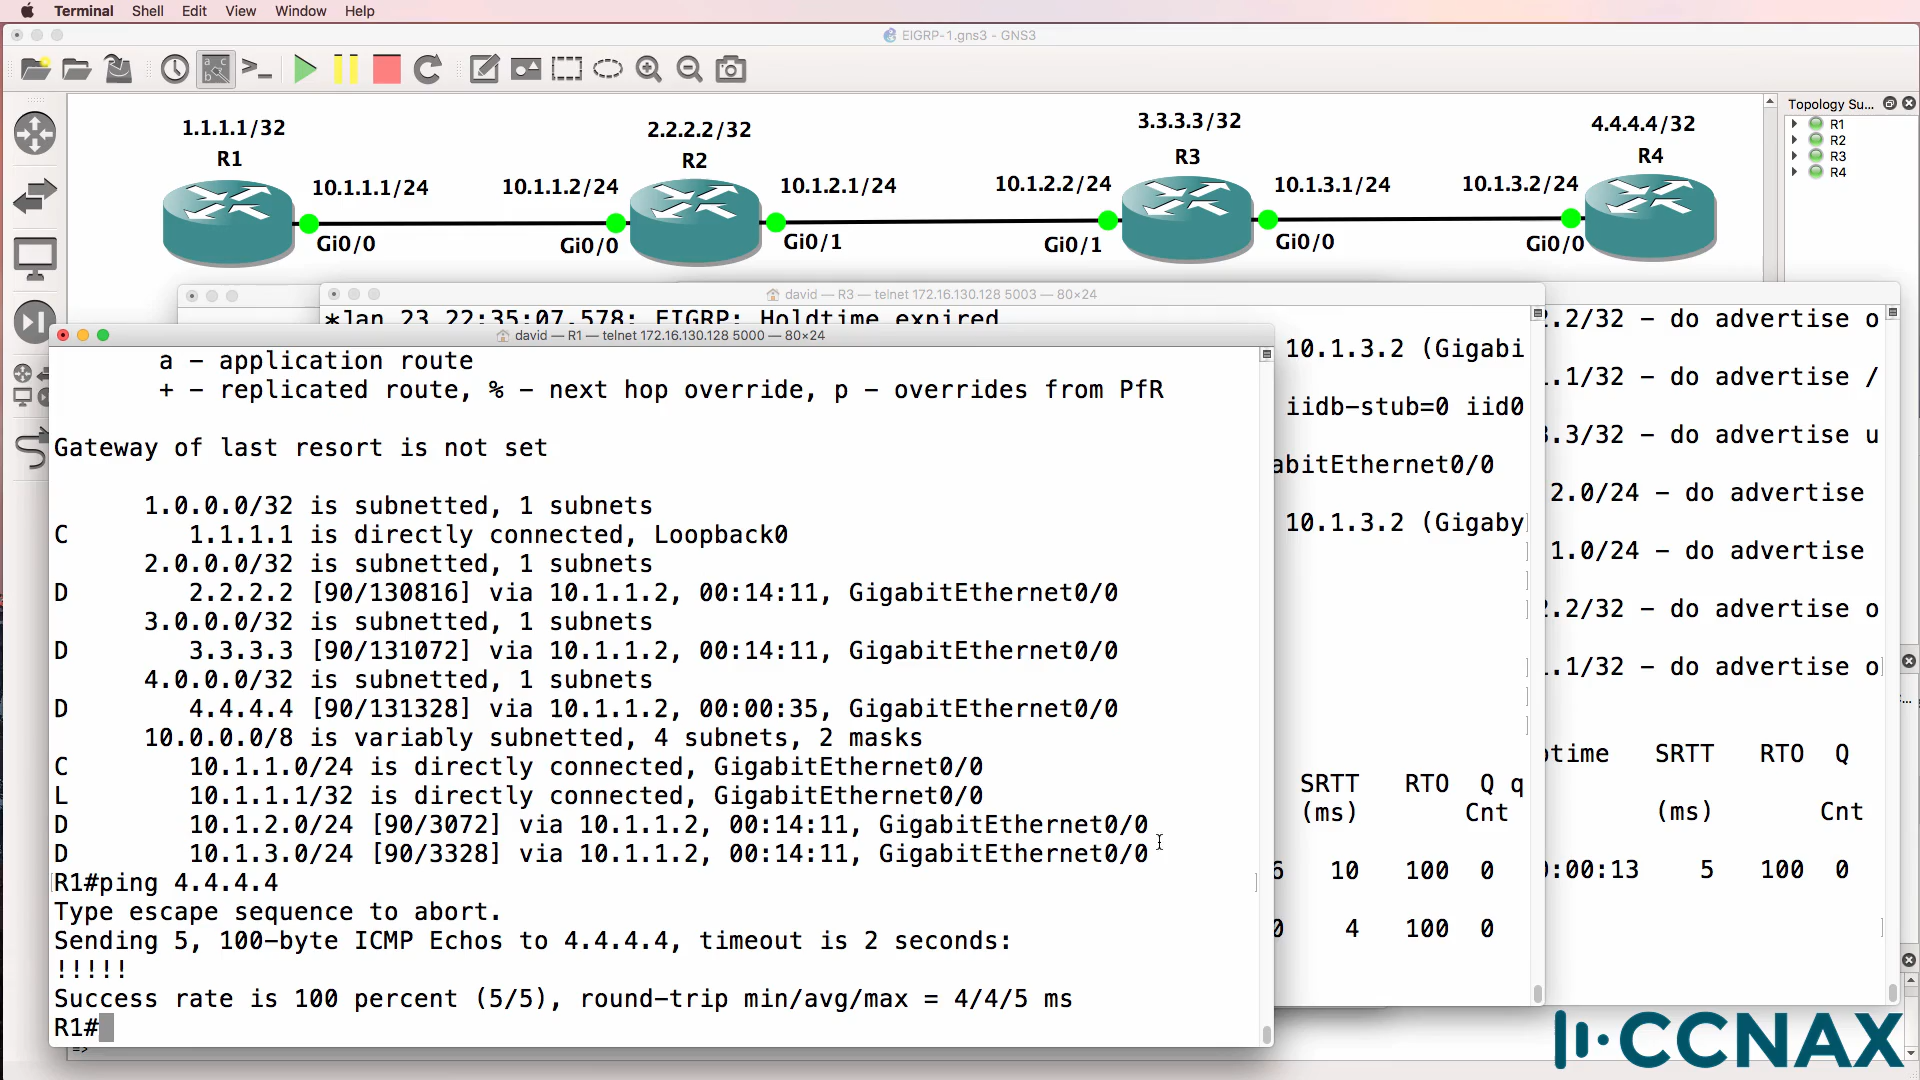 Terminal Shell Edit View Window Help
EIGRP-1.gns3 - GNS3
1.1.1.1/32
2.2.2.2/32
3.3.3.3/32
4.4.4.4/32
R1
R2
R3
R4
10.1.1.1/24
10.1.1.2/24
10.1.2.1/24
10.1.2.2/24
10.1.3.1/24
10.1.3.2/24
Gi0/0
Gi0/0
Gi0/1
Gi0/1
Gi0/0
Gi0/0
Topology Su...
R1
R2
R3
R4
david — R3 — telnet 172.16.130.128 5003 — 80×24
*Jan 23 22:35:07.578: EIGRP: Holdtime expired
david — R1 — telnet 172.16.130.128 5000 — 80×24
a - application route
+ - replicated route, % - next hop override, p - overrides from PfR
Gateway of last resort is not set
1.0.0.0/32 is subnetted, 1 subnets
C 1.1.1.1 is directly connected, Loopback0
2.0.0.0/32 is subnetted, 1 subnets
D 2.2.2.2 [90/130816] via 10.1.1.2, 00:14:11, GigabitEthernet0/0
3.0.0.0/32 is subnetted, 1 subnets
D 3.3.3.3 [90/131072] via 10.1.1.2, 00:14:11, GigabitEthernet0/0
4.0.0.0/32 is subnetted, 1 subnets
D 4.4.4.4 [90/131328] via 10.1.1.2, 00:00:35, GigabitEthernet0/0
10.0.0.0/8 is variably subnetted, 4 subnets, 2 masks
C 10.1.1.0/24 is directly connected, GigabitEthernet0/0
L 10.1.1.1/32 is directly connected, GigabitEthernet0/0
D 10.1.2.0/24 [90/3072] via 10.1.1.2, 00:14:11, GigabitEthernet0/0
D 10.1.3.0/24 [90/3328] via 10.1.1.2, 00:14:11, GigabitEthernet0/0
R1#ping 4.4.4.4
Type escape sequence to abort.
Sending 5, 100-byte ICMP Echos to 4.4.4.4, timeout is 2 seconds:
!!!!!
Success rate is 100 percent (5/5), round-trip min/avg/max = 4/4/5 ms
R1#
=>
10.1.3.2 (Gigabi
iidb-stub=0 iid0
abitEthernet0/0
10.1.3.2 (Gigaby
SRTT RTO Q q
(ms) Cnt
6 10 100 0
0 4 100 0
2.2/32 - do advertise o
.1/32 - do advertise /
3.3/32 - do advertise u
2.0/24 - do advertise
1.0/24 - do advertise
2.2/32 - do advertise o
.1/32 - do advertise o
ptime SRTT RTO Q
(ms) Cnt
0:00:13 5 100 0
CCNAX